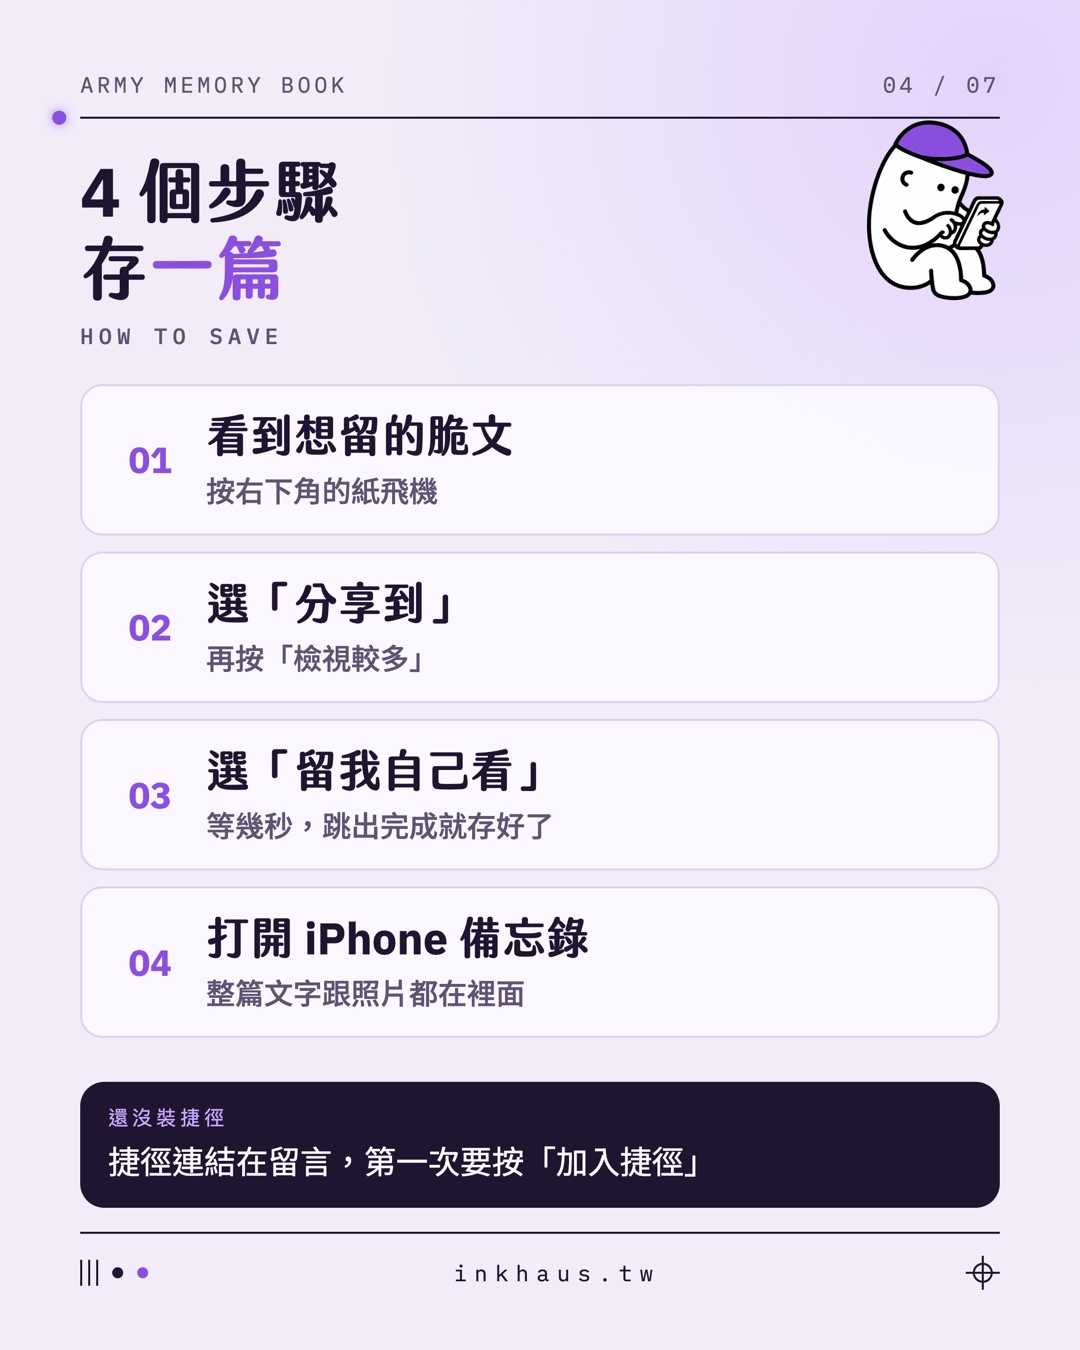 ARMY MEMORY BOOK
04 / 07
4 個步驟
存一篇
HOW TO SAVE
01
看到想留的脆文
按右下角的紙飛機
02
選「分享到」
再按「檢視較多」
03
選「留我自己看」
等幾秒，跳出完成就存好了
04
打開 iPhone 備忘錄
整篇文字跟照片都在裡面
還沒裝捷徑
捷徑連結在留言，第一次要按「加入捷徑」
inkhaus.tw